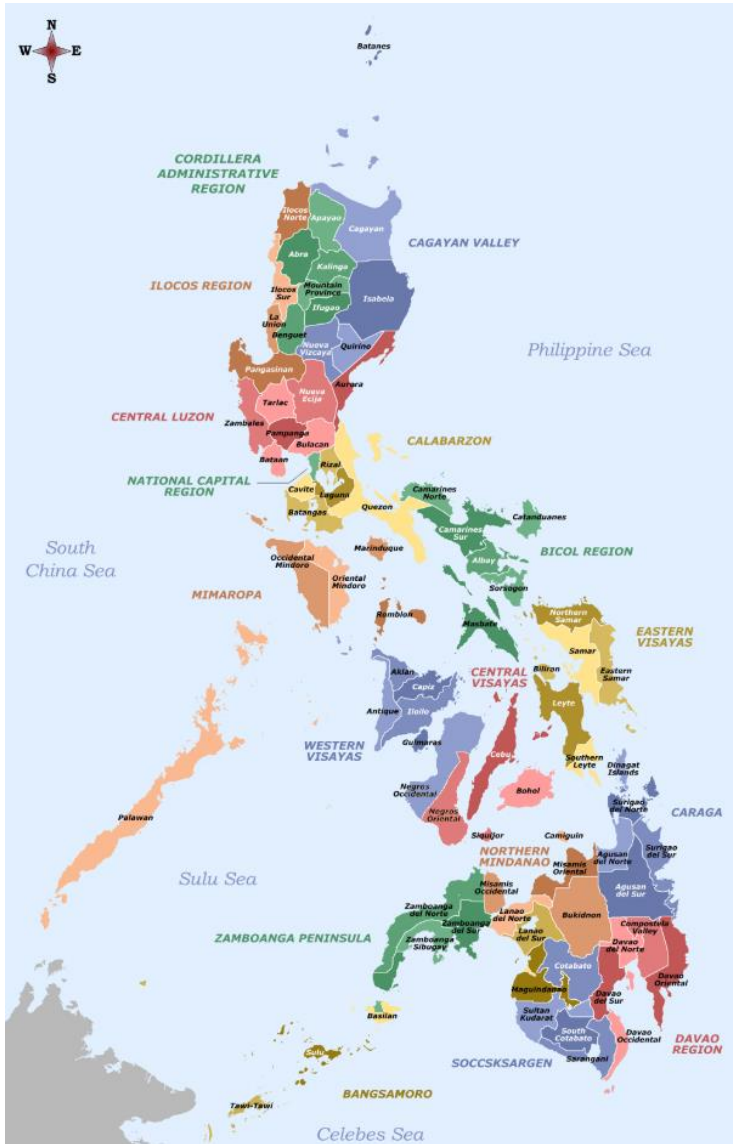 N
W E
S
Batanes
CORDILLERA
ADMINISTRATIVE
REGION
Ilocos
Norte
Apayao
Cagayan
CAGAYAN VALLEY
Abra
Kalinga
ILOCOS REGION
Ilocos
Sur
Mountain
Province
Isabela
Ifugao
La
Union
Benguet
Nueva
Vizcaya
Quirino
Philippine Sea
Pangasinan
Aurora
Nueva
Ecija
Tarlac
CENTRAL LUZON
Zambales
Pampanga
Bulacan
Bataan
CALABARZON
Rizal
NATIONAL CAPITAL
REGION
Cavite
Laguna
Batangas
Quezon
Camarines
Norte
Camarines
Sur
Catanduanes
South
China Sea
Marinduque
Occidental
Mindoro
Oriental
Mindoro
Albay
BICOL REGION
Sorsogon
MIMAROPA
Romblon
Masbate
Northern
Samar
EASTERN
VISAYAS
Samar
Eastern
Samar
Biliran
CENTRAL
VISAYAS
Aklan
Capiz
Antique
Iloilo
Leyte
Guimaras
WESTERN
VISAYAS
Cebu
Southern
Leyte
Dinagat
Islands
Negros
Occidental
Bohol
Negros
Oriental
Surigao
del Norte
CARAGA
Palawan
Siquijor
Camiguin
NORTHERN
MINDANAO
Misamis
Oriental
Agusan
del Norte
Surigao
del Sur
Sulu Sea
Misamis
Occidental
Agusan
del Sur
Zamboanga
del Norte
Lanao
del Norte
Bukidnon
ZAMBOANGA PENINSULA
Zamboanga
del Sur
Zamboanga
Sibugay
Lanao
del Sur
Compostela
Valley
Davao
del Norte
Cotabato
Maguindanao
Davao
del Sur
Davao
Oriental
Basilan
Sultan
Kudarat
South
Cotabato
Sarangani
Davao
Occidental
DAVAO
REGION
SOCCSKSARGEN
Sulu
BANGSAMORO
Tawi-Tawi
Celebes Sea